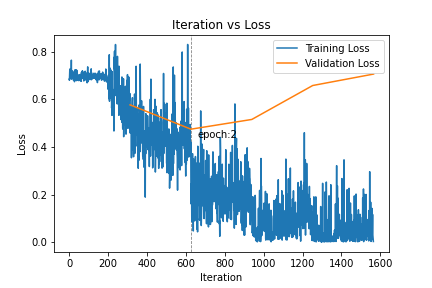 Iteration vs Loss
Training Loss
Validation Loss
epoch:2
Loss
0.8
0.6
0.4
0.2
0.0
0 200 400 600 800 1000 1200 1400 1600
Iteration